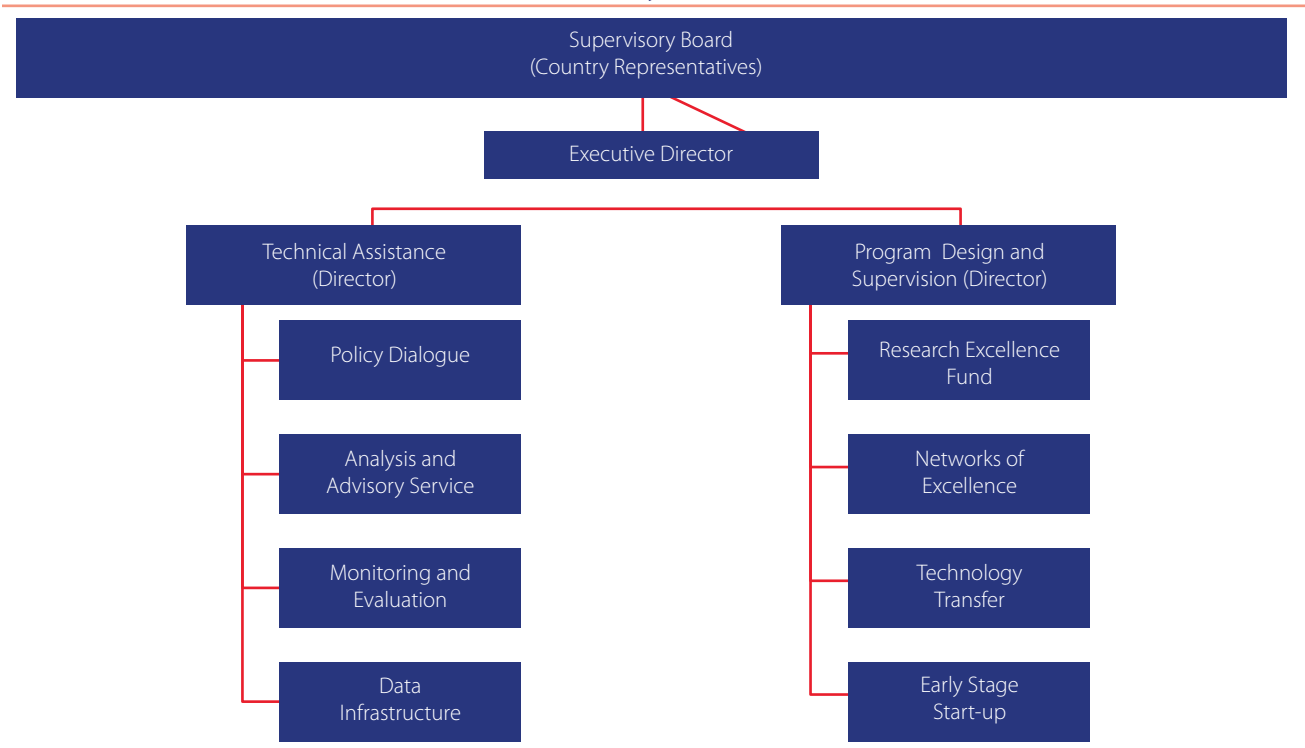 Supervisory Board
(Country Representatives)
Executive Director
Technical Assistance
(Director)
Policy Dialogue
Analysis and
Advisory Service
Monitoring and
Evaluation
Data
Infrastructure
Program Design and
Supervision (Director)
Research Excellence
Fund
Networks of
Excellence
Technology
Transfer
Early Stage
Start-up